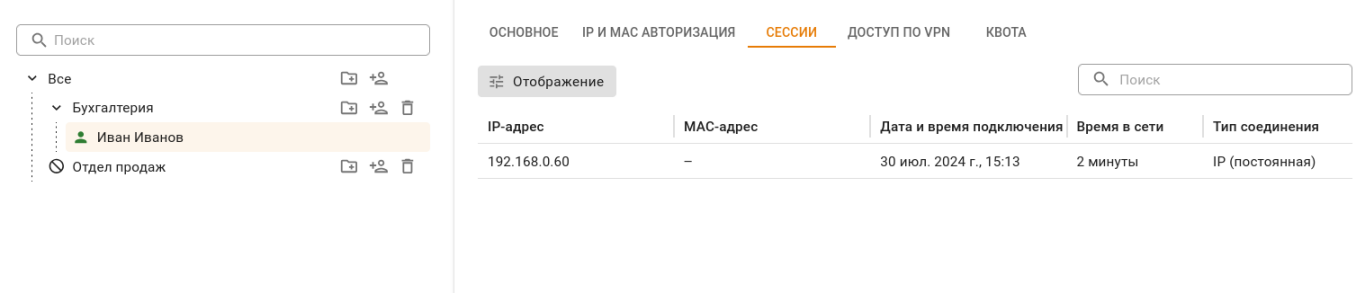 Поиск
Все
Бухгалтерия
Иван Иванов
Отдел продаж
ОСНОВНОЕ IP И MAC АВТОРИЗАЦИЯ СЕССИИ ДОСТУП ПО VPN КВОТА
Отображение Поиск
IP-адрес MAC-адрес Дата и время подключения Время в сети Тип соединения
192.168.0.60 – 30 июл. 2024 г., 15:13 2 минуты IP (постоянная)